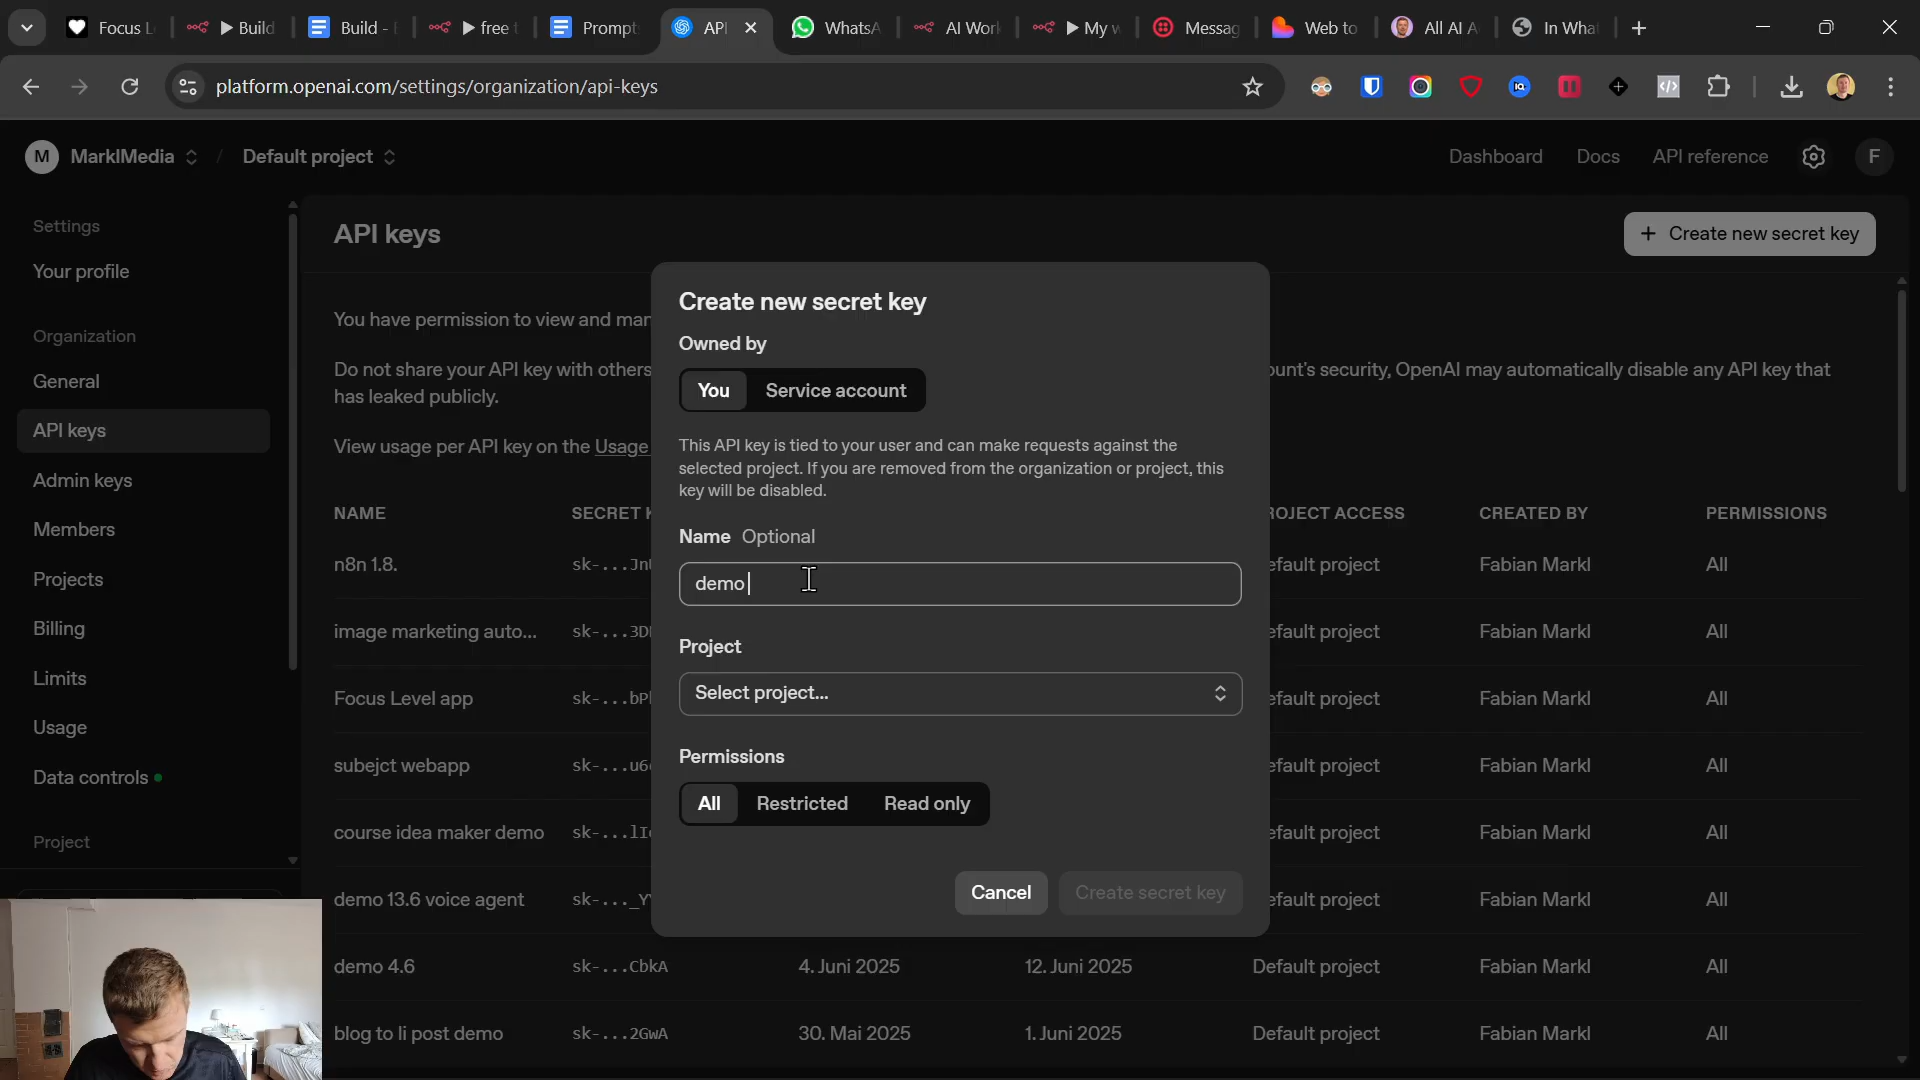 Focus L
Build
Build -
free
Prompt
API
WhatsA
AI Work
My w
Messag
Web to
All AI A
In What
platform.openai.com/settings/organization/api-keys
M MarklMedia / Default project
Dashboard Docs API reference F
Settings
Your profile
Organization
General
API keys
Admin keys
Members
Projects
Billing
Limits
Usage
Data controls
Project
API keys
+ Create new secret key
You have permission to view and man
Do not share your API key with others
unt's security, OpenAI may automatically disable any API key that
has leaked publicly.
View usage per API key on the Usage
NAME SECRET K OJECT ACCESS CREATED BY PERMISSIONS
n8n 1.8. sk-...Jn efault project Fabian Markl All
image marketing auto... sk-...3D efault project Fabian Markl All
Focus Level app sk-...bP efault project Fabian Markl All
subejct webapp sk-...u6 efault project Fabian Markl All
course idea maker demo sk-...lI efault project Fabian Markl All
demo 13.6 voice agent sk-..._Y efault project Fabian Markl All
demo 4.6 sk-...CbkA 4. Juni 2025 12. Juni 2025 Default project Fabian Markl All
blog to li post demo sk-...2GwA 30. Mai 2025 1. Juni 2025 Default project Fabian Markl All
Create new secret key
Owned by
You Service account
This API key is tied to your user and can make requests against the
selected project. If you are removed from the organization or project, this
key will be disabled.
Name Optional
demo
Project
Select project...
Permissions
All Restricted Read only
Cancel Create secret key